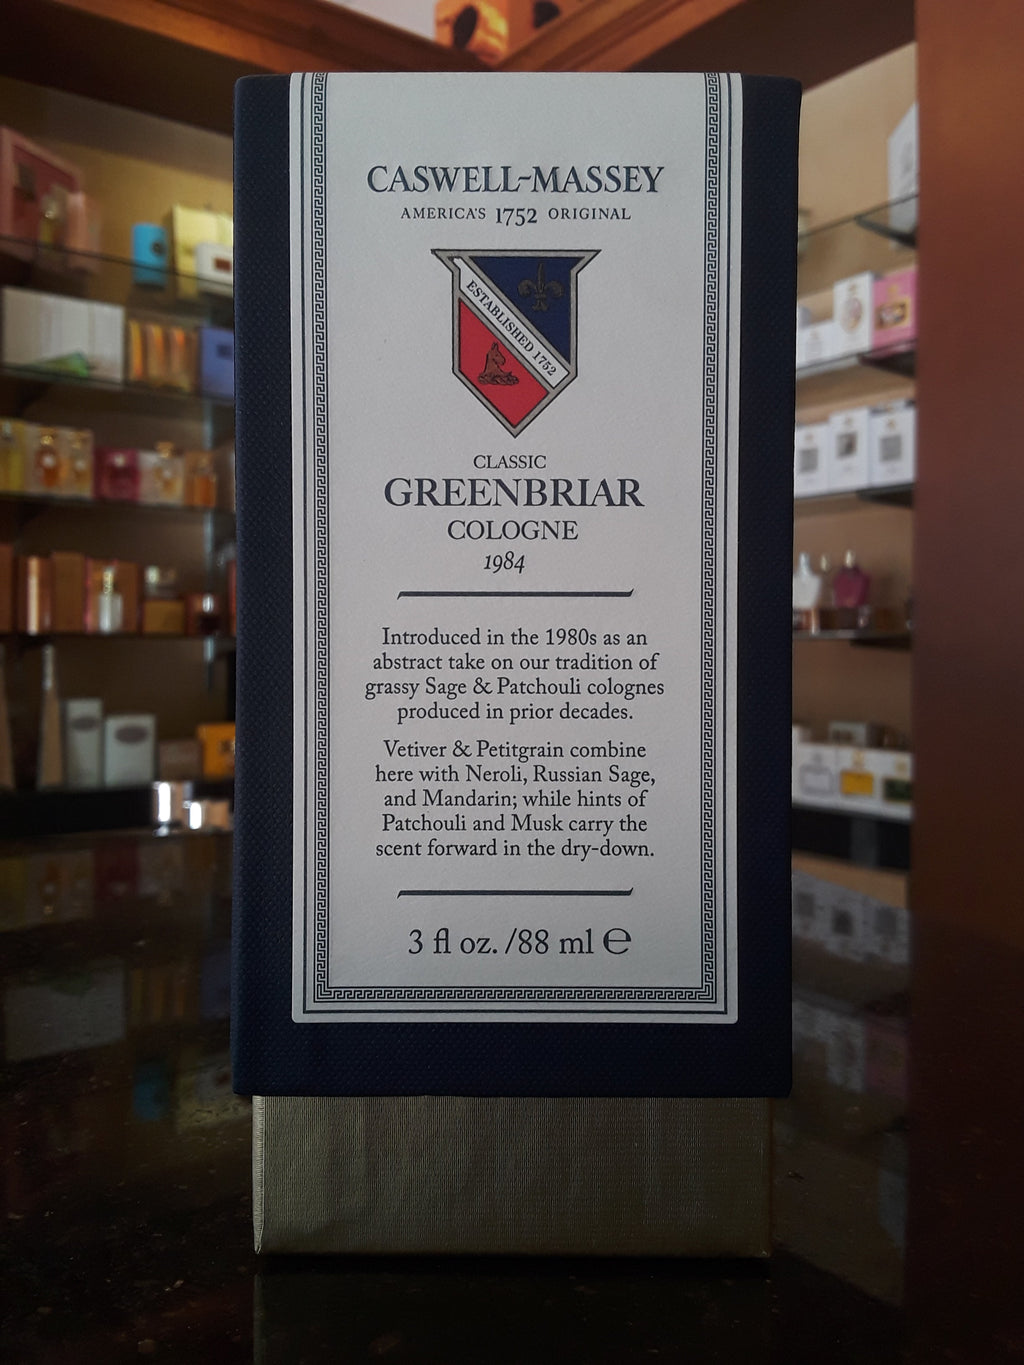 CASWELL-MASSEY
AMERICA'S 1752 ORIGINAL
ESTABLISHED 1752
CLASSIC
GREENBRIAR
COLOGNE
1984
Introduced in the 1980s as an
abstract take on our tradition of
grassy Sage & Patchouli colognes
produced in prior decades.
Vetiver & Petitgrain combine
here with Neroli, Russian Sage,
and Mandarin; while hints of
Patchouli and Musk carry the
scent forward in the dry-down.
3 fl oz. /88 ml ℮